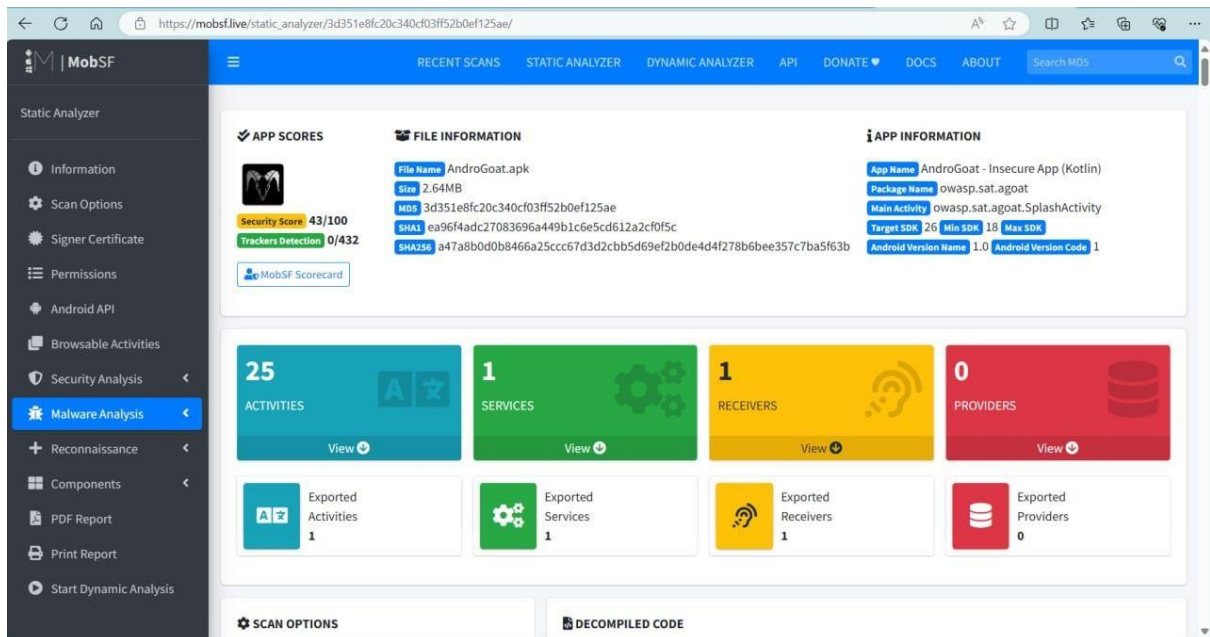 https://mobsf.live/static_analyzer/3d351e8fc20c340cf03ff52b0ef125ae/
MobSF
RECENT SCANS STATIC ANALYZER DYNAMIC ANALYZER API DONATE ♥ DOCS ABOUT Search MD5
Static Analyzer
Information
Scan Options
Signer Certificate
Permissions
Android API
Browsable Activities
Security Analysis
Malware Analysis
Reconnaissance
Components
PDF Report
Print Report
Start Dynamic Analysis
APP SCORES
Security Score 43/100
Trackers Detection 0/432
MobSF Scorecard
FILE INFORMATION
File Name AndroGoat.apk
Size 2.64MB
MD5 3d351e8fc20c340cf03ff52b0ef125ae
SHA1 ea96f4adc27083696a449b1c6e5cd612a2cf0f5c
SHA256 a47a8b0d0b8466a25ccc67d3d2cbb5d69ef2b0de4d4f278b6bee357c7ba5f63b
APP INFORMATION
App Name AndroGoat - Insecure App (Kotlin)
Package Name owasp.sat.agoat
Main Activity owasp.sat.agoat.SplashActivity
Target SDK 26 Min SDK 18 Max SDK
Android Version Name 1.0 Android Version Code 1
25
ACTIVITIES
View
1
SERVICES
View
1
RECEIVERS
View
0
PROVIDERS
View
Exported
Activities
1
Exported
Services
1
Exported
Receivers
1
Exported
Providers
0
SCAN OPTIONS
DECOMPILED CODE